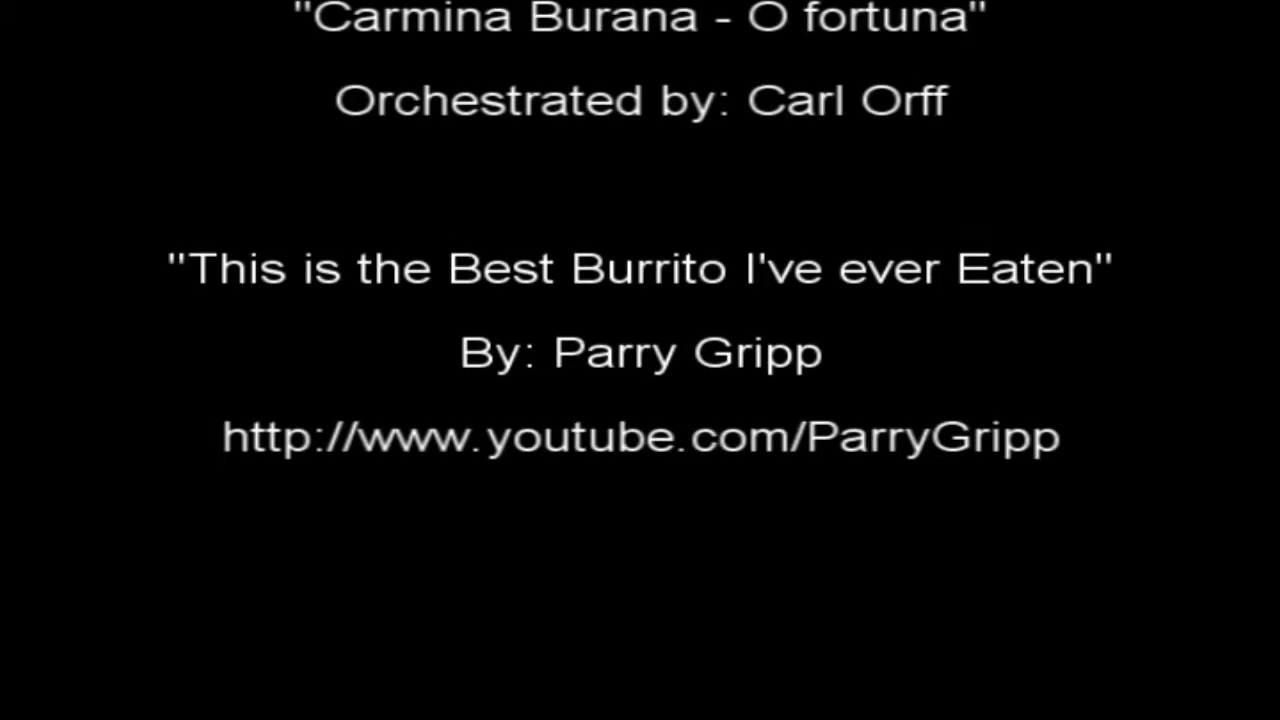 "Carmina Burana - O fortuna"
Orchestrated by: Carl Orff
"This is the Best Burrito I've ever Eaten"
By: Parry Gripp
http://www.youtube.com/ParryGripp